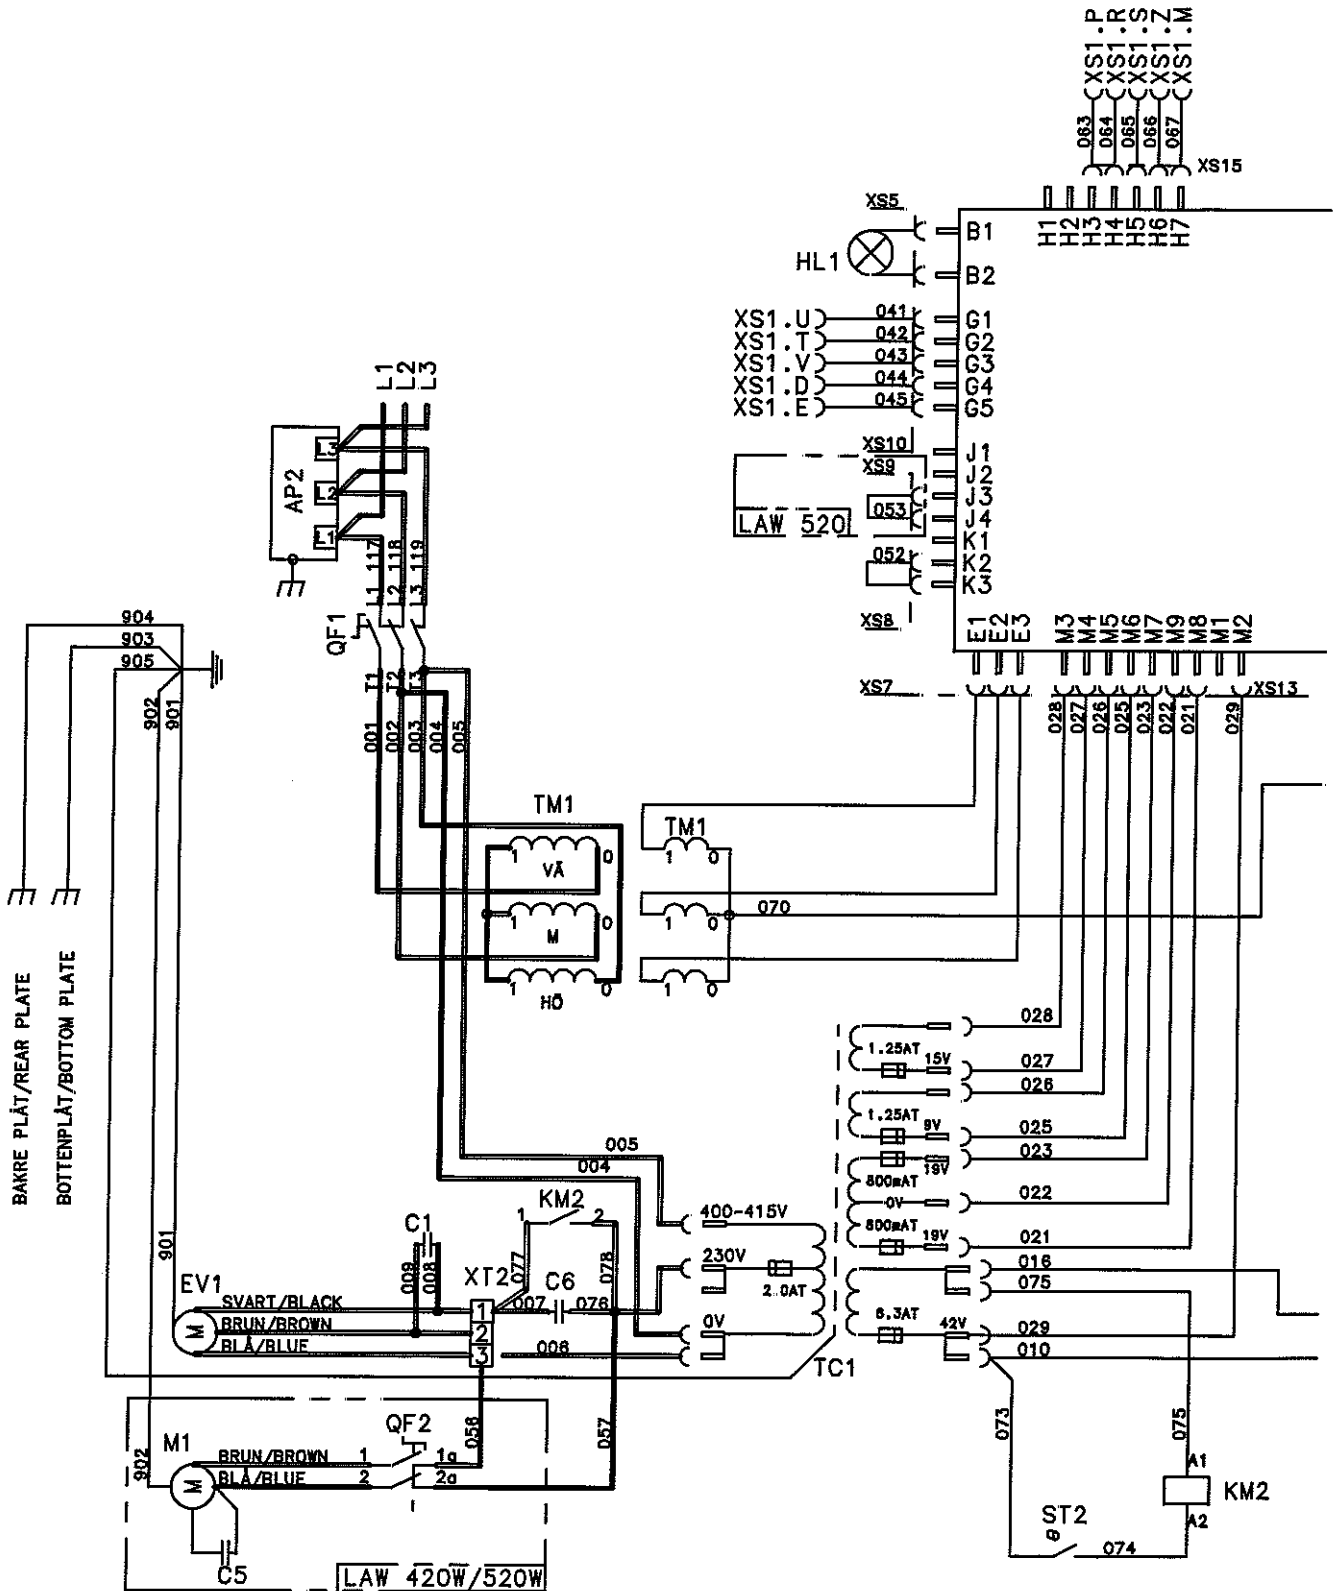 XS1.P
XS1.R
XS1.S
XS1.Z
XS1.M
063
064
065
066
067
XS15
H1
H2
H3
H4
H5
H6
H7
XS5
HL1
B1
B2
XS1.U 041 G1
XS1.T 042 G2
XS1.V 043 G3
XS1.D 044 G4
XS1.E 045 G5
XS10
XS9
J1
J2
J3
053 J4
LAW 520
K1
052 K2
K3
XS8
L1
L2
L3
AP2
L3
L2
L1
117
118
119
L1
L2
L3
QF1
T1
T2
T3
001
002
003
004
005
904
903
905
902
901
E1
E2
E3
M3
M4
M5
M6
M7
M9
M8
M1
M2
XS7
XS13
028
027
026
025
023
022
021
029
TM1
1 VÄ 0
1 M 0
1 HÖ 0
TM1
1 0
1 0
1 0
070
BAKRE PLÅT/REAR PLATE
BOTTENPLÅT/BOTTOM PLATE
028
1.25AT
15V 027
026
1.25AT
9V 025
023
19V
800mAT
0V 022
800mAT
19V 021
016
075
6.3AT
42V 029
010
005
004
400-415V
230V
2.0AT
0V
TC1
KM2
1 2
077
078
C1
009
008
XT2
C6
007 076
1
2
3
006
901
EV1
M
SVART/BLACK
BRUN/BROWN
BLÅ/BLUE
056
057
902
M1
M
QF2
BRUN/BROWN 1 1a
BLÅ/BLUE 2 2a
C5
LAW 420W/520W
073
075
A1
KM2
A2
ST2
074